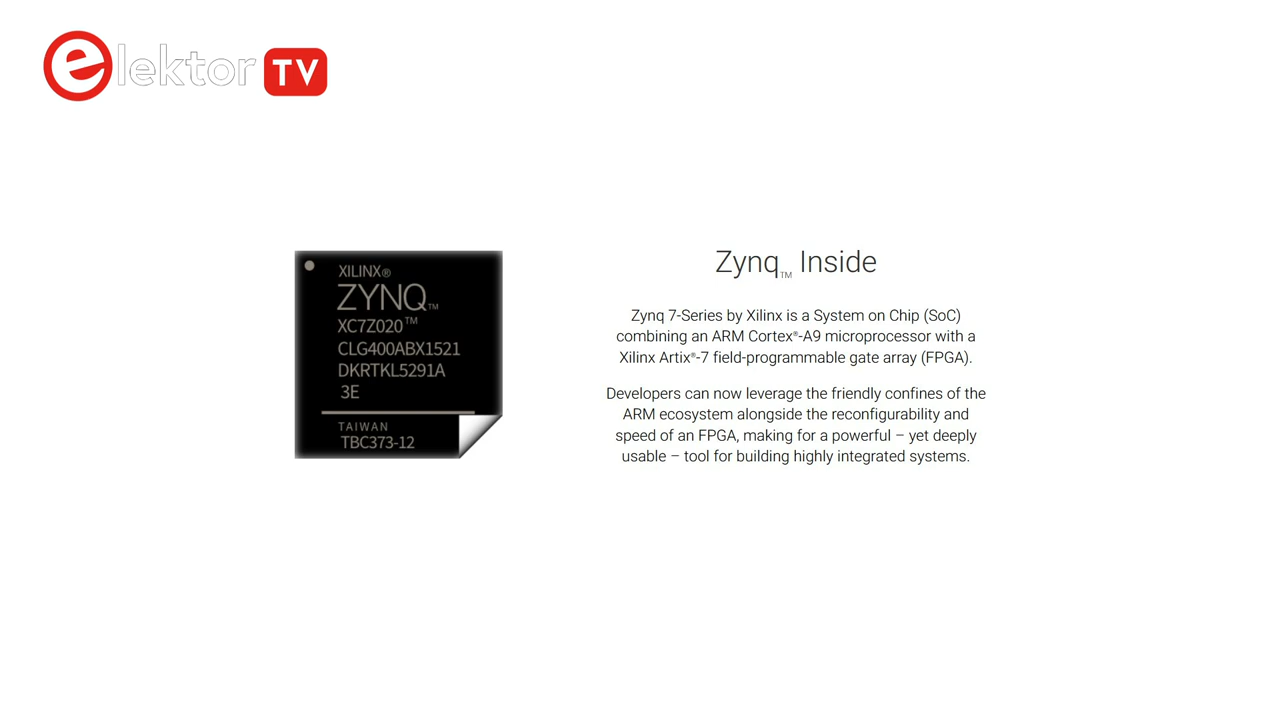 elektor TV
XILINX®
ZYNQ™
XC7Z020™
CLG400ABX1521
DKRTKL5291A
3E
TAIWAN
TBC373-12
Zynq™ Inside
Zynq 7-Series by Xilinx is a System on Chip (SoC)
combining an ARM Cortex®-A9 microprocessor with a
Xilinx Artix®-7 field-programmable gate array (FPGA).
Developers can now leverage the friendly confines of the
ARM ecosystem alongside the reconfigurability and
speed of an FPGA, making for a powerful – yet deeply
usable – tool for building highly integrated systems.